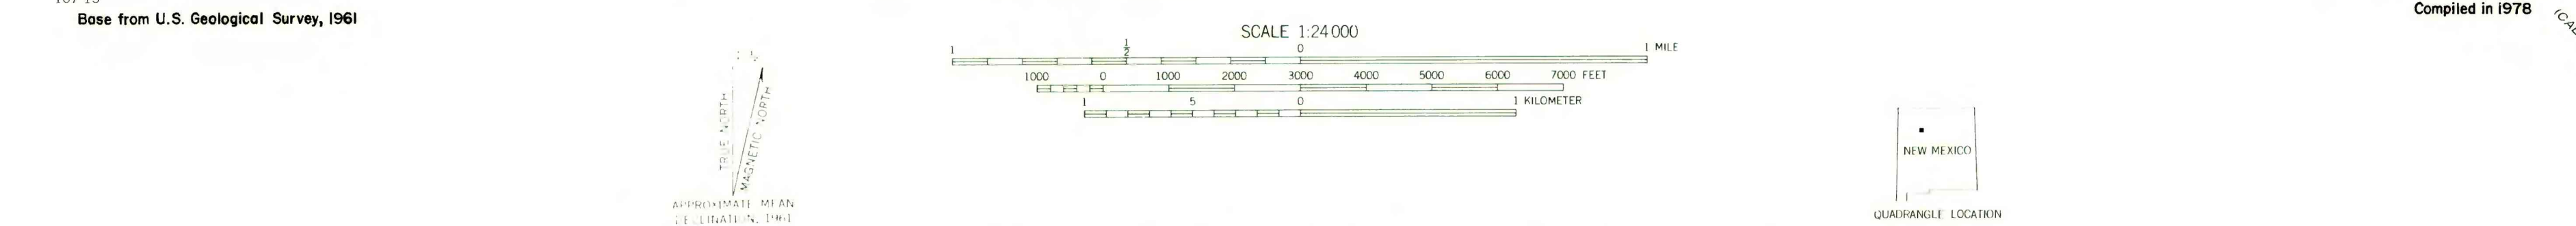 Base from U.S. Geological Survey, 1961
Compiled in 1978
SCALE 1:24 000
1 1/2 0 1 MILE
1000 0 1000 2000 3000 4000 5000 6000 7000 FEET
1 5 0 1 KILOMETER
TRUE NORTH
MAGNETIC NORTH
APPROXIMATE MEAN
DECLINATION, 1961
NEW MEXICO
QUADRANGLE LOCATION